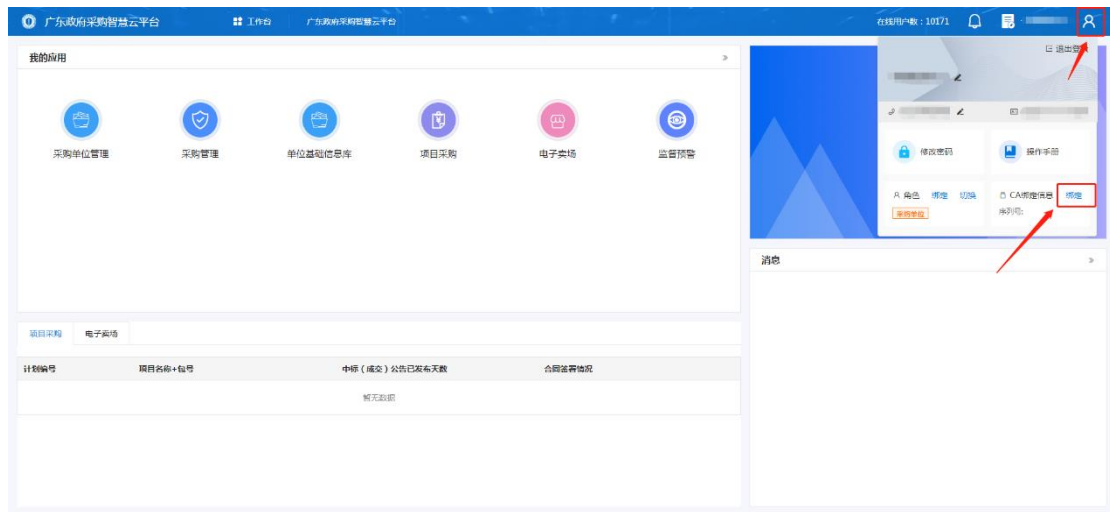 广东政府采购智慧云平台 工作台 广东政府采购智慧云平台 在线用户数：10171
我的应用
退出登录
采购单位管理 采购管理 单位基础信息库 项目采购 电子卖场 监督预警
修改密码 操作手册
角色 绑定 切换 CA绑定信息 绑定
采购单位 序列号:
消息
项目采购 电子卖场
计划编号 项目名称+包号 中标（成交）公告已发布天数 合同签署情况
暂无数据